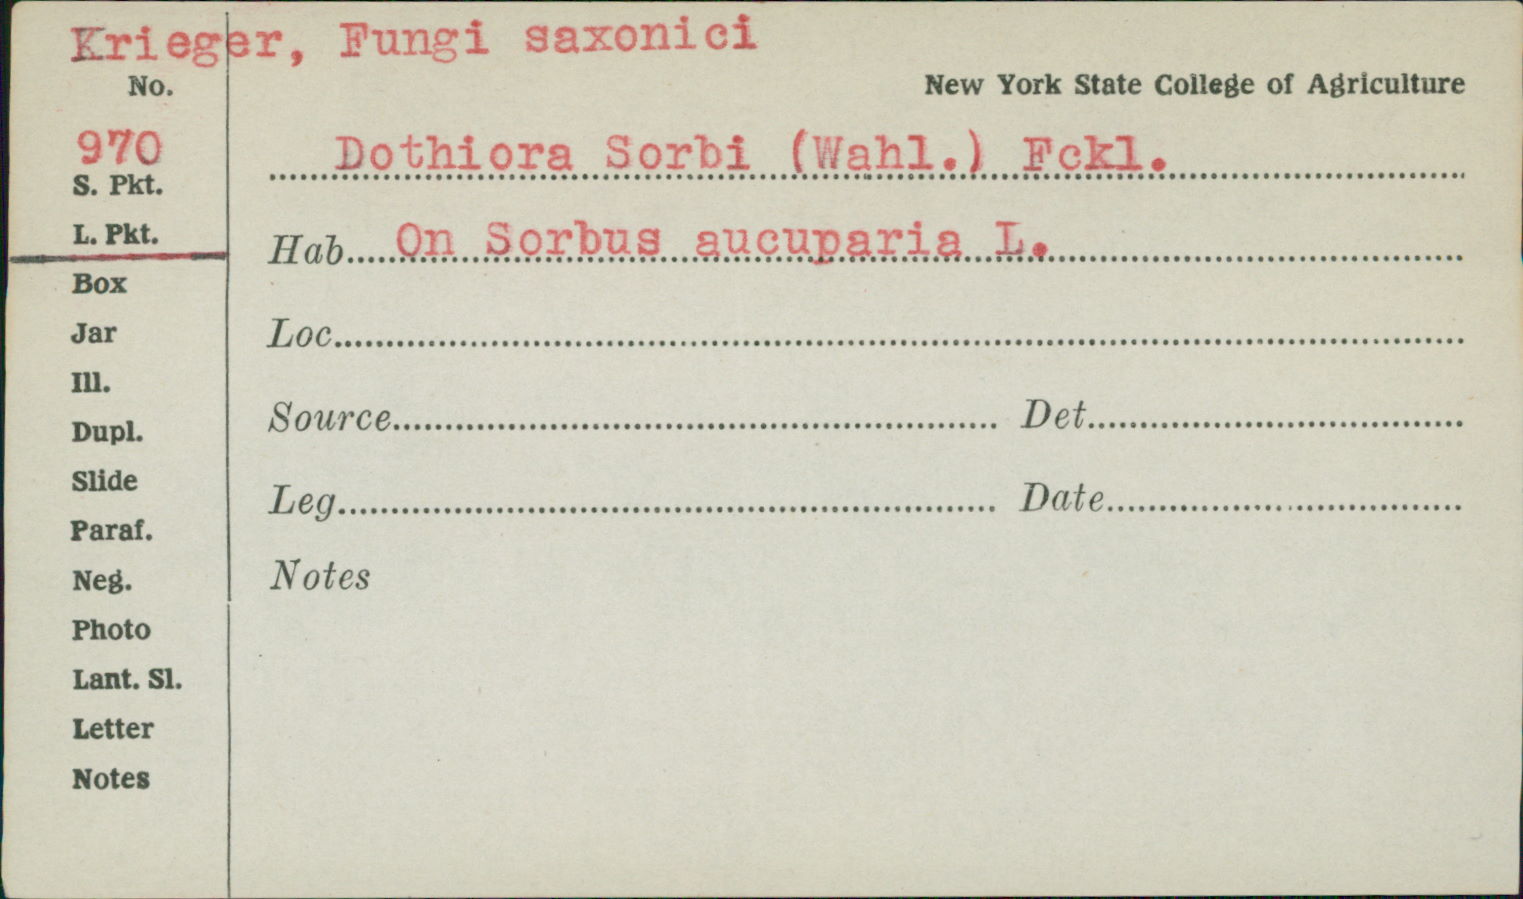 Krieger, Fungi saxonici
No.
New York State College of Agriculture
970
Dothiora Sorbi (Wahl.) Fckl.
S. Pkt.
L. Pkt.
Hab. On Sorbus aucuparia L.
Box
Jar
Loc.
Ill.
Dupl.
Source Det.
Slide
Leg. Date
Paraf.
Neg.
Notes
Photo
Lant. Sl.
Letter
Notes